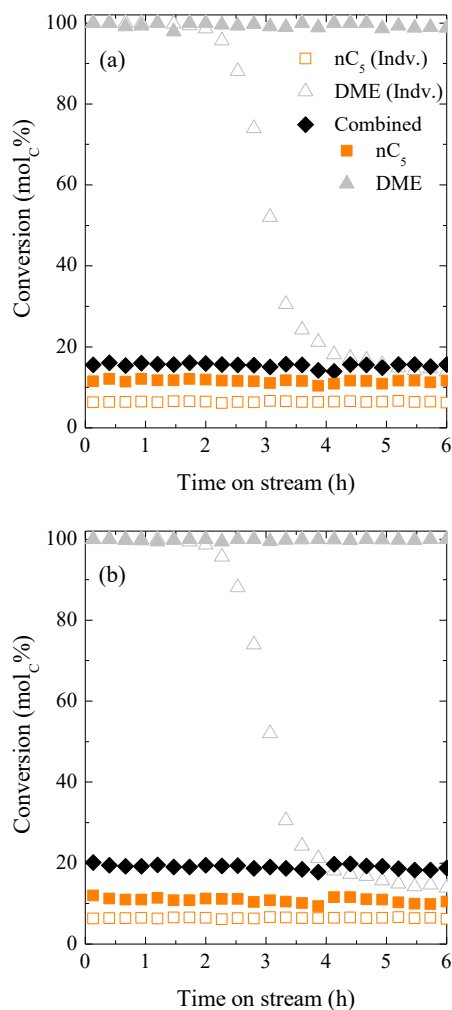 100
80
60
40
20
0
Conversion (mol_C%)
(a)
nC₅ (Indv.)
DME (Indv.)
Combined
nC₅
DME
0 1 2 3 4 5 6
Time on stream (h)
100
80
60
40
20
0
Conversion (mol_C%)
(b)
0 1 2 3 4 5 6
Time on stream (h)